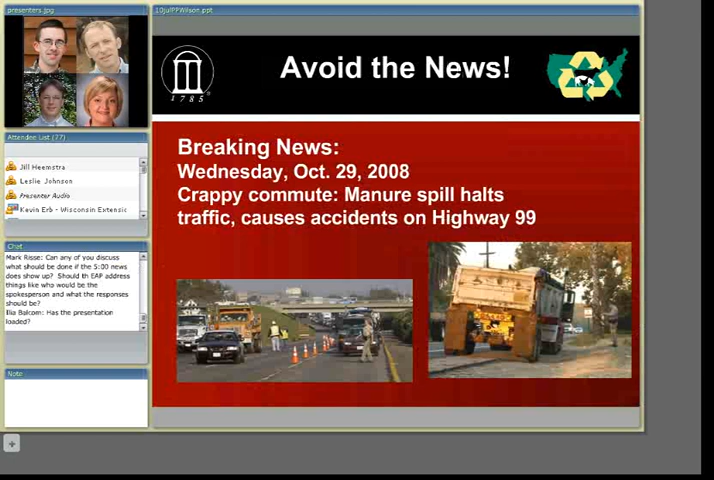 presenters.jpg
10julPFWilson.ppt
Attendee List (77)
Jill Heemstra
Leslie Johnson
Presenter Audio
Kevin Erb - Wisconsin Extensic
Chat
Mark Risse: Can any of you discuss
what should be done if the 5:00 news
does show up? Should th EAP address
things like who would be the
spokesperson and what the responses
should be?
Illia Balcom: Has the presentation
loaded?
Note
1785
Avoid the News!
Breaking News:
Wednesday, Oct. 29, 2008
Crappy commute: Manure spill halts
traffic, causes accidents on Highway 99